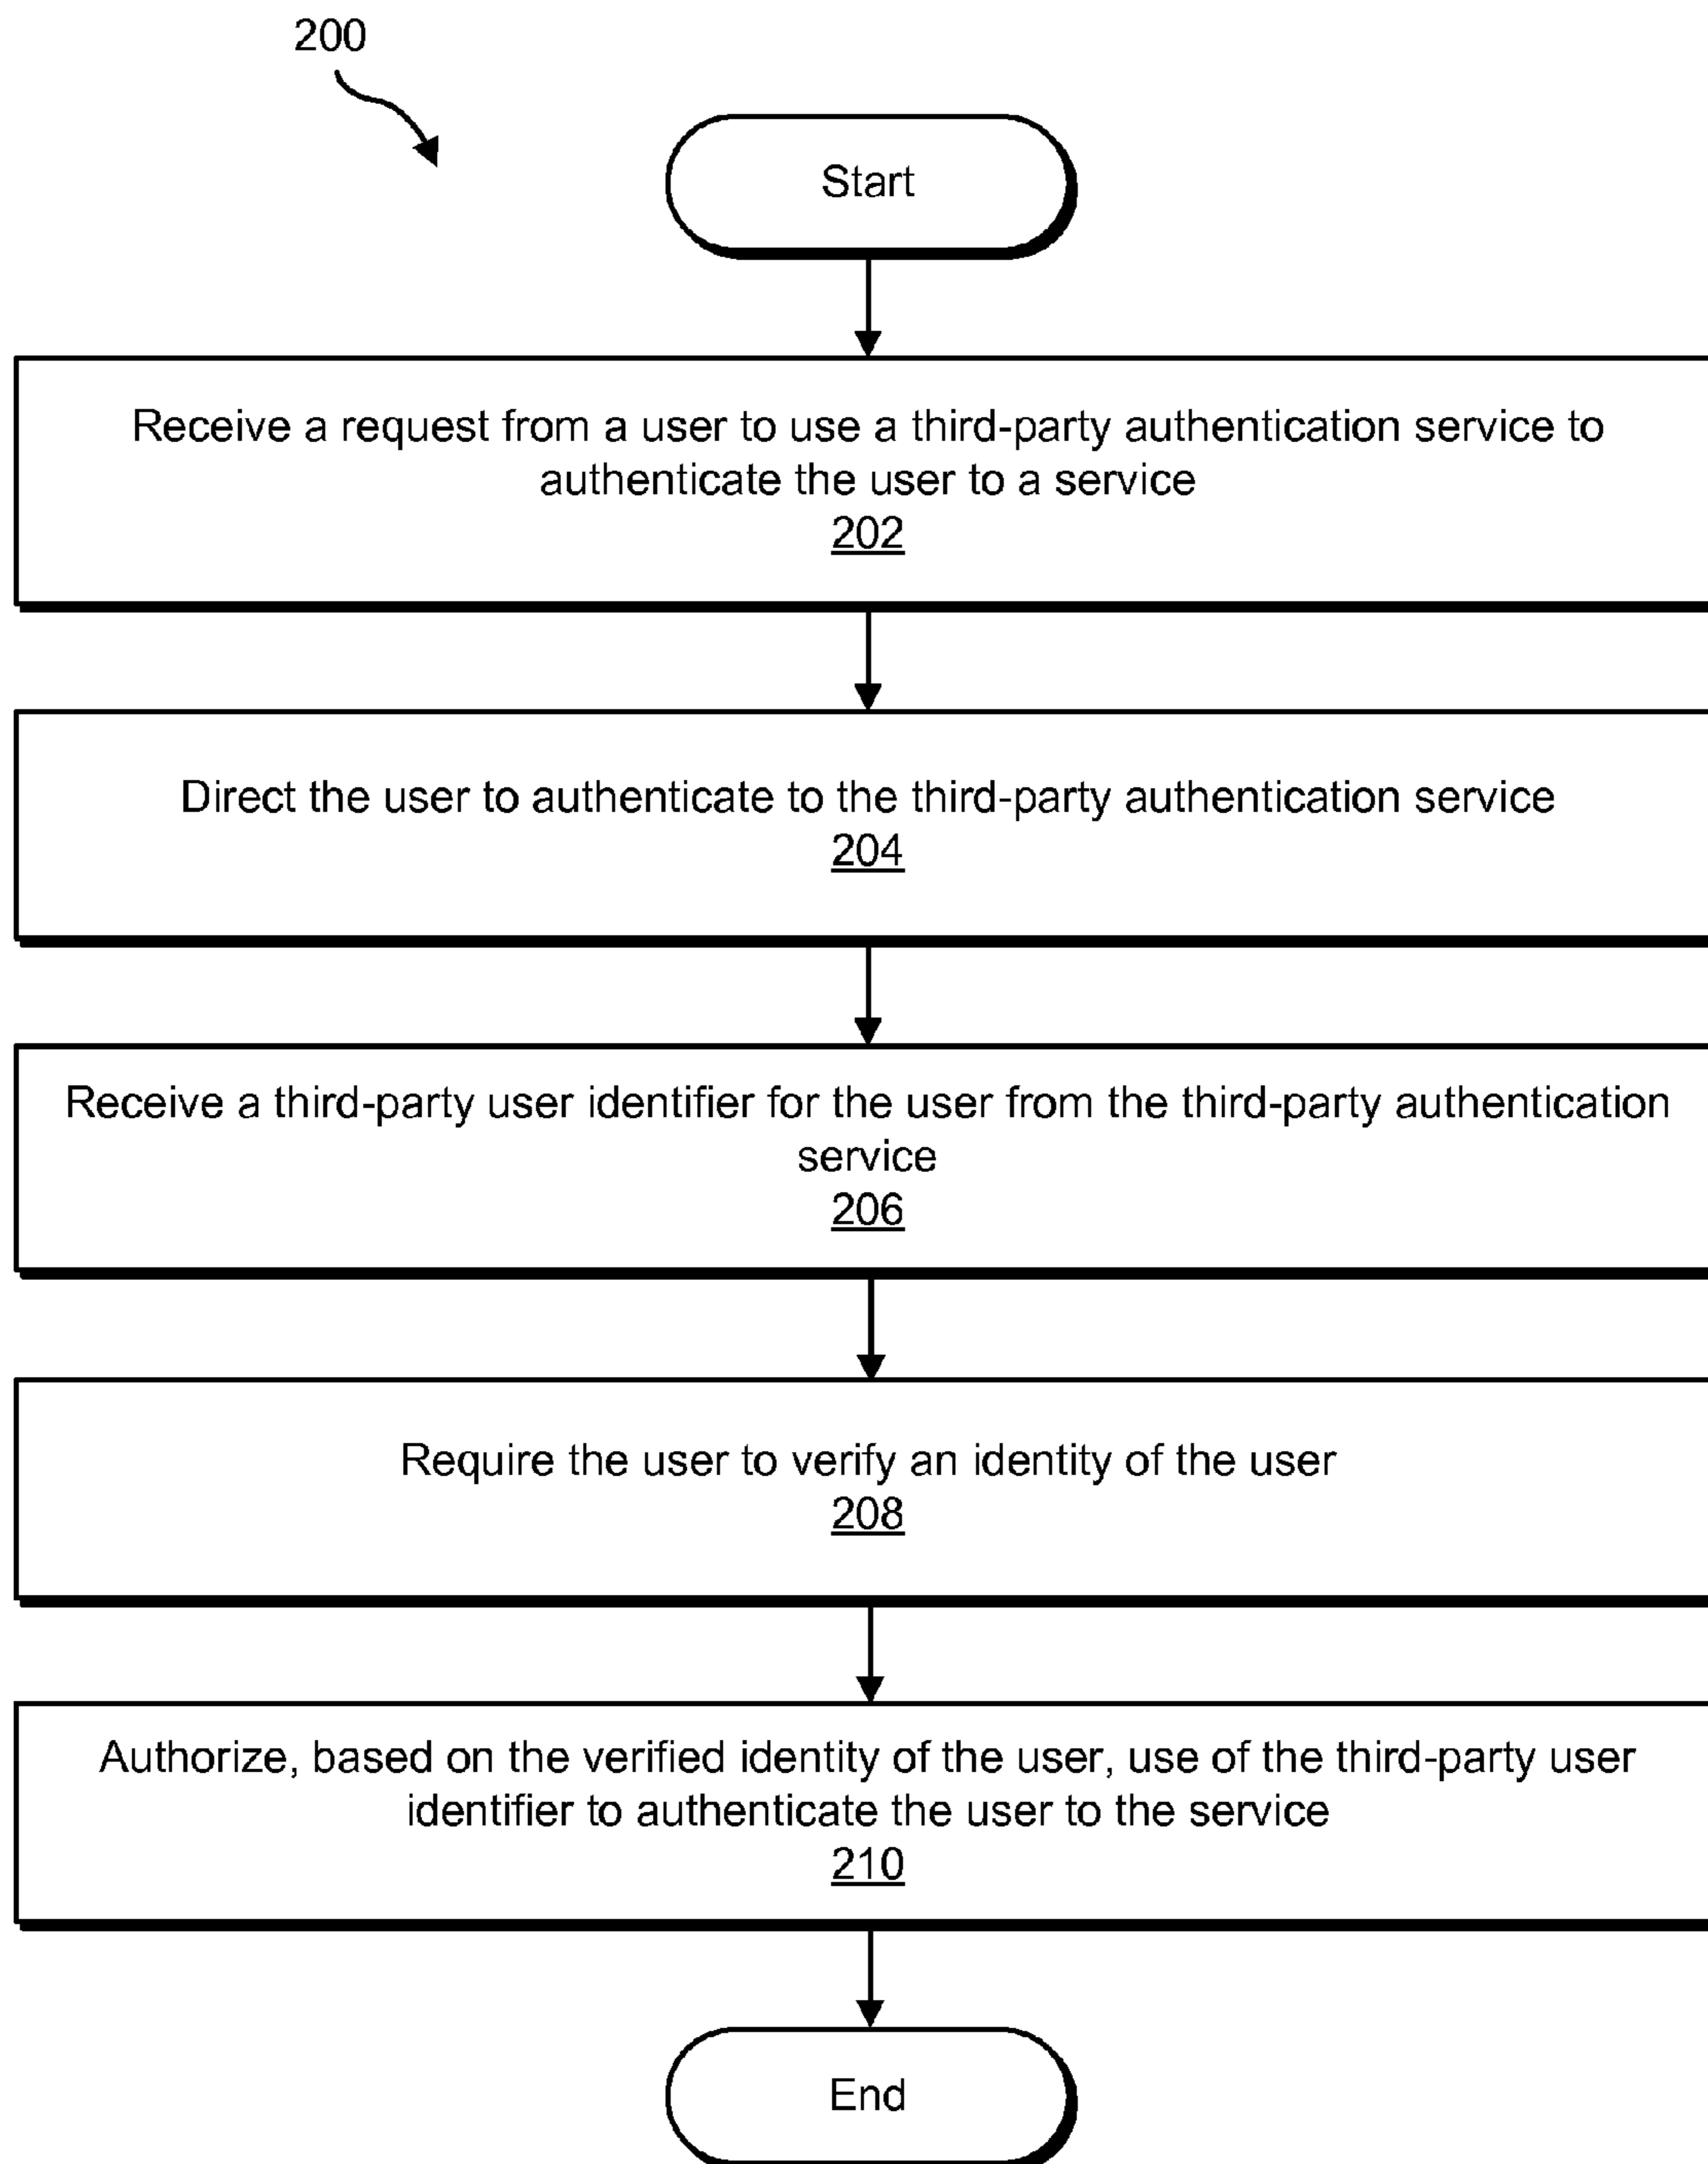 200
Start
Receive a request from a user to use a third-party authentication service to
authenticate the user to a service
202
Direct the user to authenticate to the third-party authentication service
204
Receive a third-party user identifier for the user from the third-party authentication
service
206
Require the user to verify an identity of the user
208
Authorize, based on the verified identity of the user, use of the third-party user
identifier to authenticate the user to the service
210
End